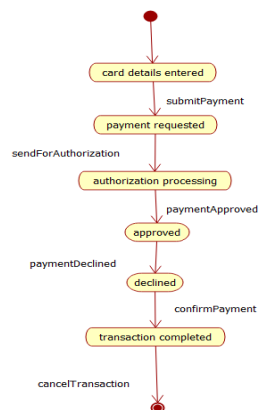 card details entered
submitPayment
payment requested
sendForAuthorization
authorization processing
paymentApproved
approved
paymentDeclined
declined
confirmPayment
transaction completed
cancelTransaction